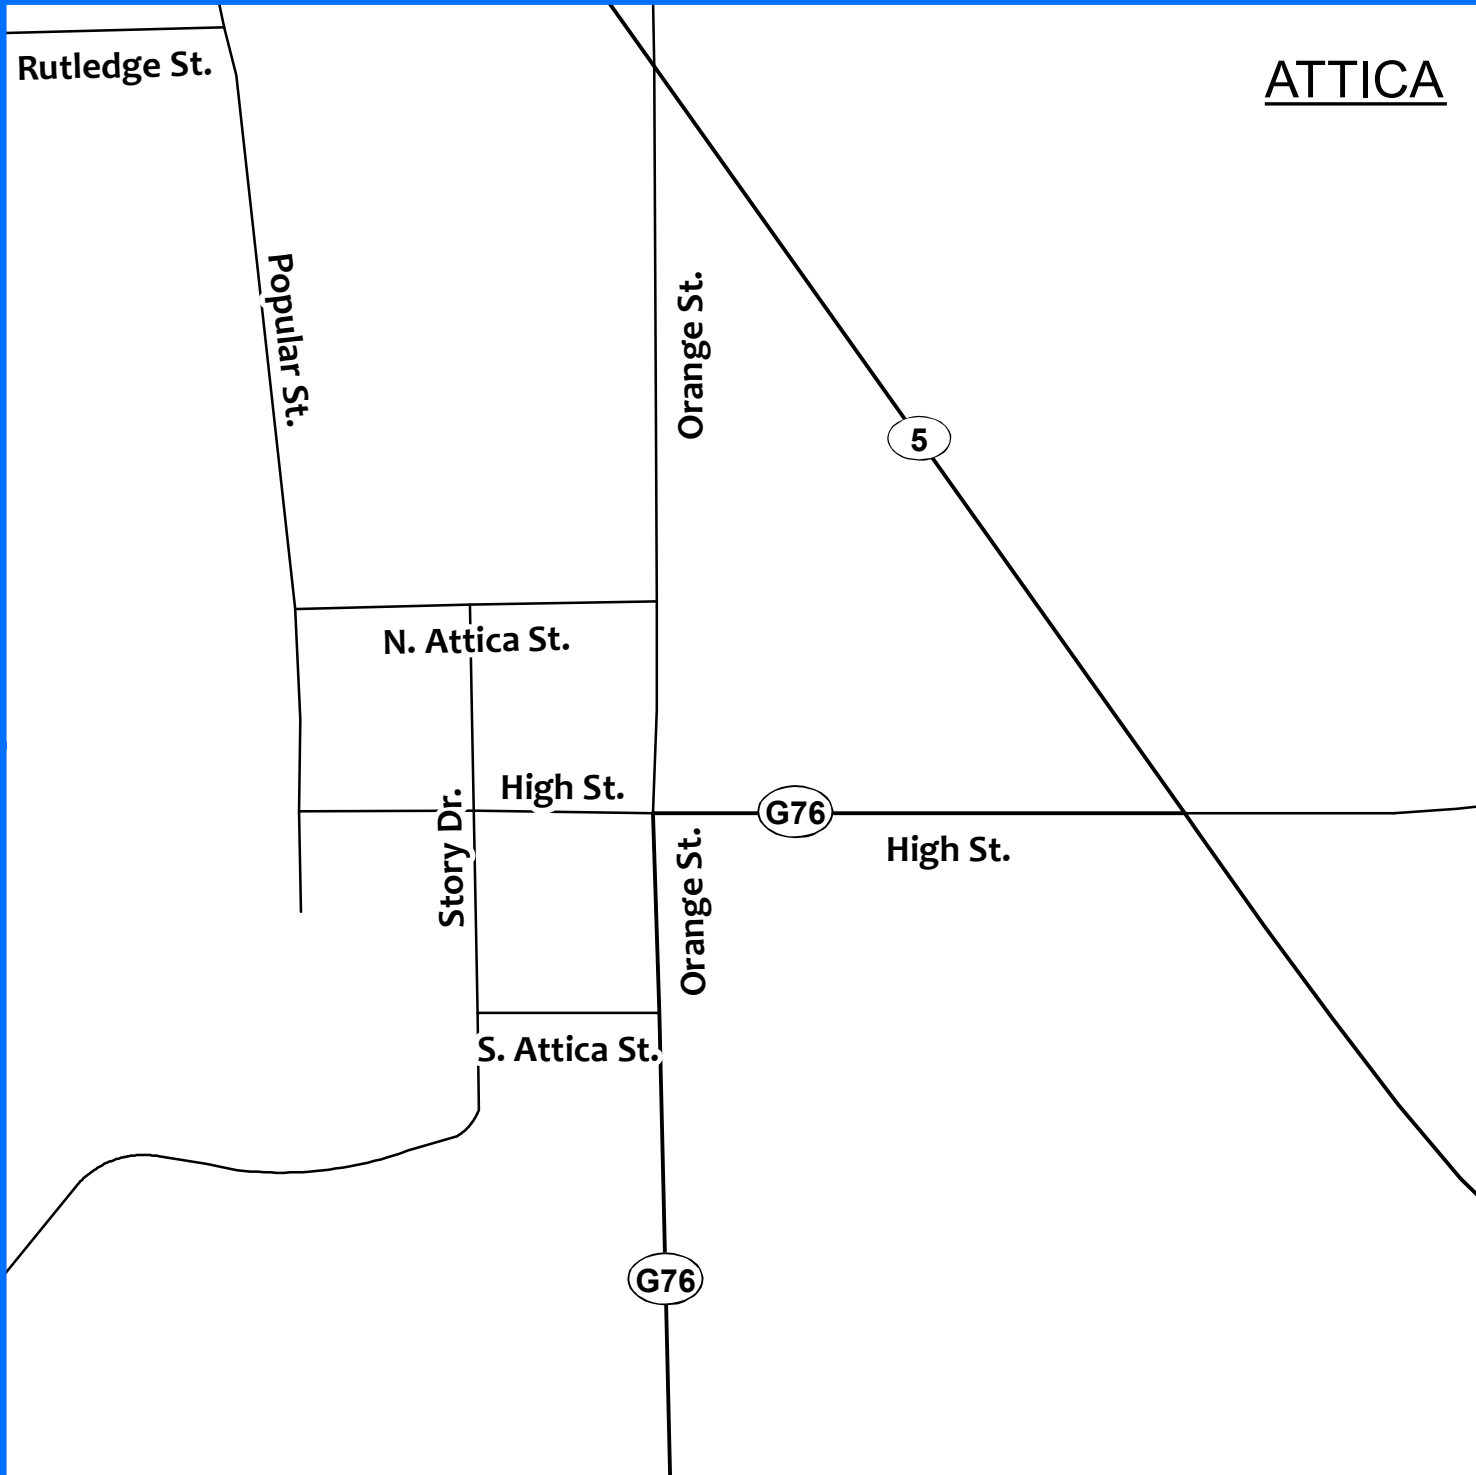 Rutledge St.
ATTICA
Popular St.
Orange St.
5
N. Attica St.
High St.
G76
Story Dr.
Orange St.
High St.
S. Attica St.
G76